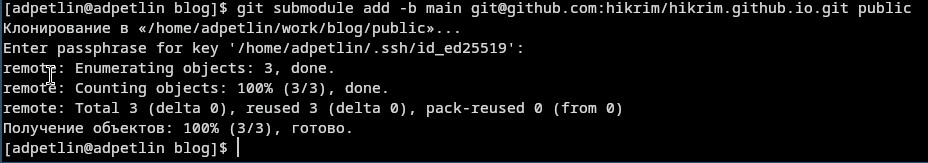 [adpetlin@adpetlin blog]$ git submodule add -b main git@github.com:hikrim/hikrim.github.io.git public
Клонирование в «/home/adpetlin/work/blog/public»...
Enter passphrase for key '/home/adpetlin/.ssh/id_ed25519':
remote: Enumerating objects: 3, done.
remote: Counting objects: 100% (3/3), done.
remote: Total 3 (delta 0), reused 3 (delta 0), pack-reused 0 (from 0)
Получение объектов: 100% (3/3), готово.
[adpetlin@adpetlin blog]$